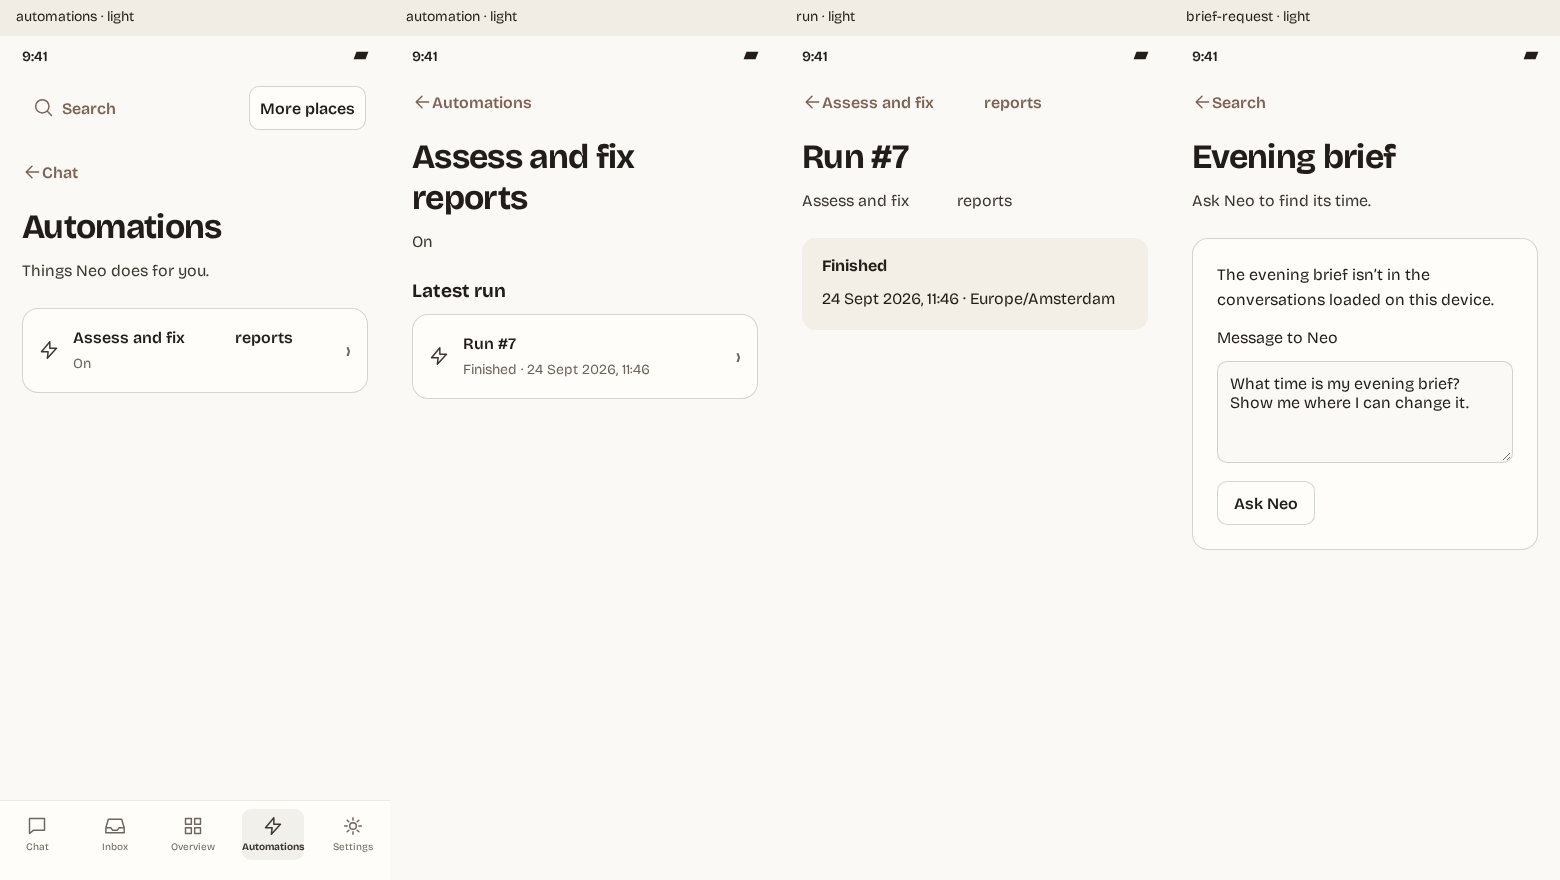 automations · light
9:41
Search
More places
Chat
Automations
Things Neo does for you.
Assess and fix reports
On
Chat
Inbox
Overview
Automations
Settings
automation · light
9:41
Automations
Assess and fix
reports
On
Latest run
Run #7
Finished · 24 Sept 2026, 11:46
run · light
9:41
Assess and fix reports
Run #7
Assess and fix reports
Finished
24 Sept 2026, 11:46 · Europe/Amsterdam
brief-request · light
9:41
Search
Evening brief
Ask Neo to find its time.
The evening brief isn’t in the
conversations loaded on this device.
Message to Neo
What time is my evening brief?
Show me where I can change it.
Ask Neo